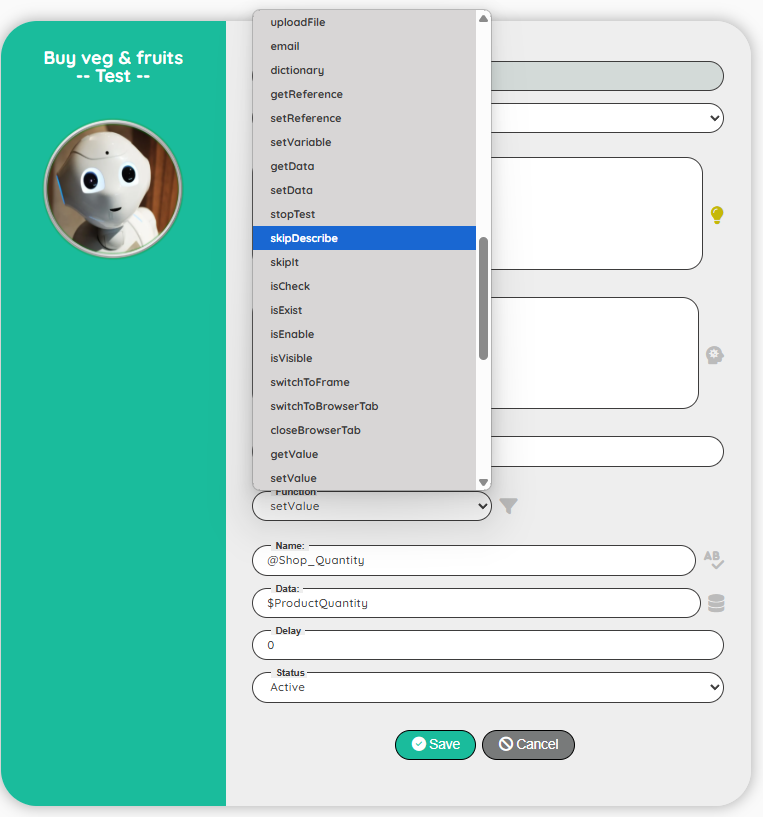 Buy veg & fruits
-- Test --
uploadFile
email
dictionary
getReference
setReference
setVariable
getData
setData
stopTest
skipDescribe
skipIt
isCheck
isExist
isEnable
isVisible
switchToFrame
switchToBrowserTab
closeBrowserTab
getValue
setValue
Function
setValue
Name:
@Shop_Quantity
AB
Data:
$ProductQuantity
Delay
0
Status
Active
Save
Cancel